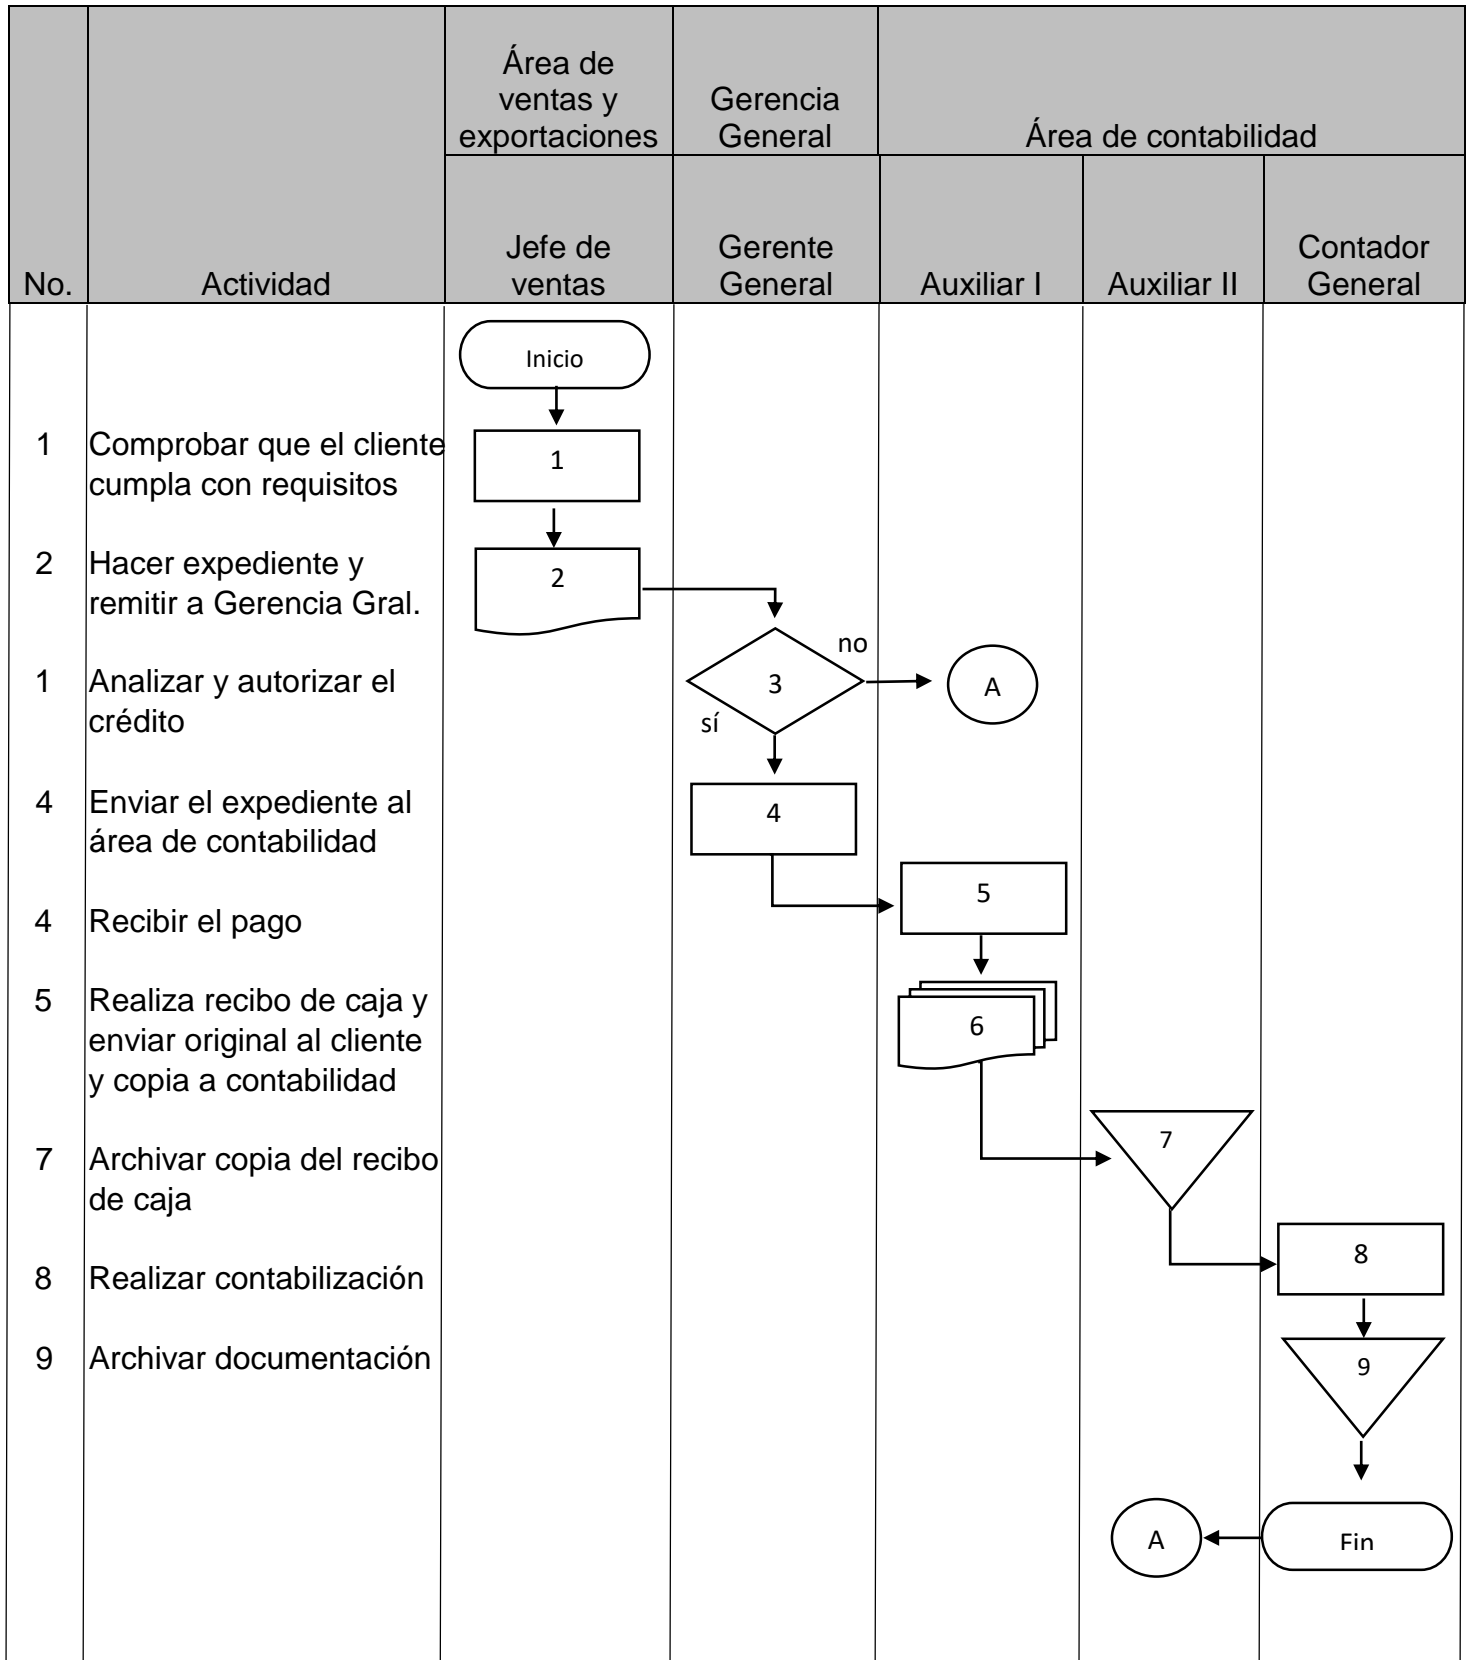 Área de
ventas y
exportaciones
Gerencia
General
Área de contabilidad
No.
Actividad
Jefe de
ventas
Gerente
General
Auxiliar I
Auxiliar II
Contador
General
Inicio
1 Comprobar que el cliente
cumpla con requisitos
1
2 Hacer expediente y
remitir a Gerencia Gral.
2
1 Analizar y autorizar el
crédito
3
no
sí
A
4 Enviar el expediente al
área de contabilidad
4
4 Recibir el pago
5
5 Realiza recibo de caja y
enviar original al cliente
y copia a contabilidad
6
7 Archivar copia del recibo
de caja
7
8 Realizar contabilización
8
9 Archivar documentación
9
A
Fin